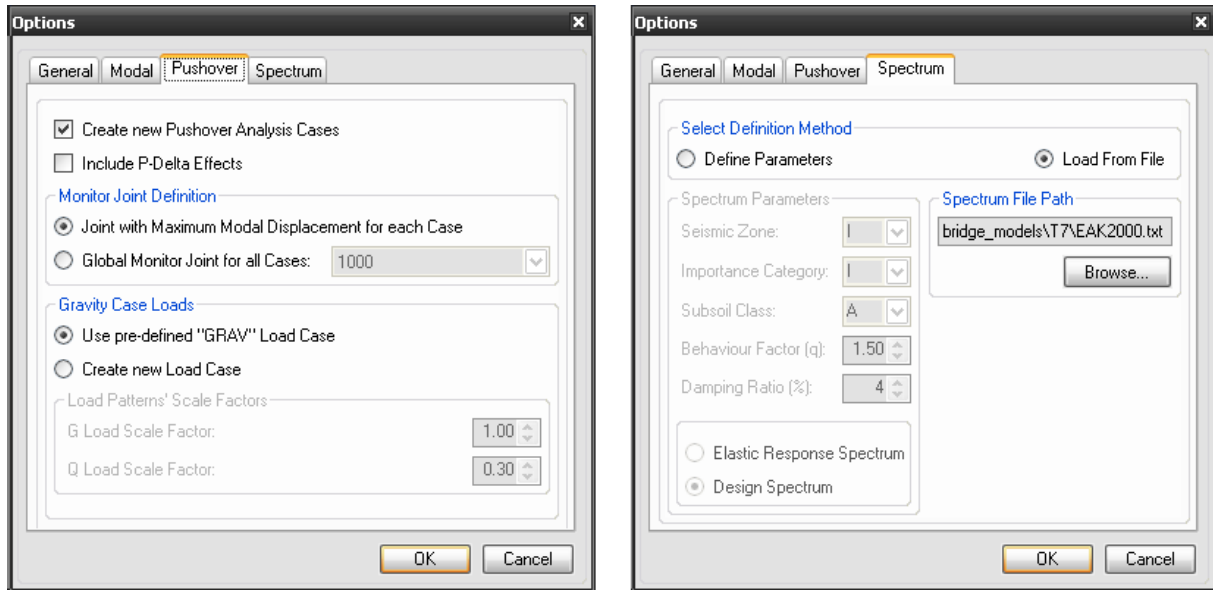 Options
General Modal Pushover Spectrum
Create new Pushover Analysis Cases
Include P-Delta Effects
Monitor Joint Definition
Joint with Maximum Modal Displacement for each Case
Global Monitor Joint for all Cases: 1000
Gravity Case Loads
Use pre-defined "GRAV" Load Case
Create new Load Case
Load Patterns' Scale Factors
G Load Scale Factor: 1.00
Q Load Scale Factor: 0.30
OK Cancel
Options
General Modal Pushover Spectrum
Select Definition Method
Define Parameters Load From File
Spectrum Parameters
Seismic Zone: I
Importance Category: I
Subsoil Class: A
Behaviour Factor (q): 1.50
Damping Ratio (%): 4
Elastic Response Spectrum
Design Spectrum
Spectrum File Path
bridge_models\T7\EAK2000.txt
Browse...
OK Cancel